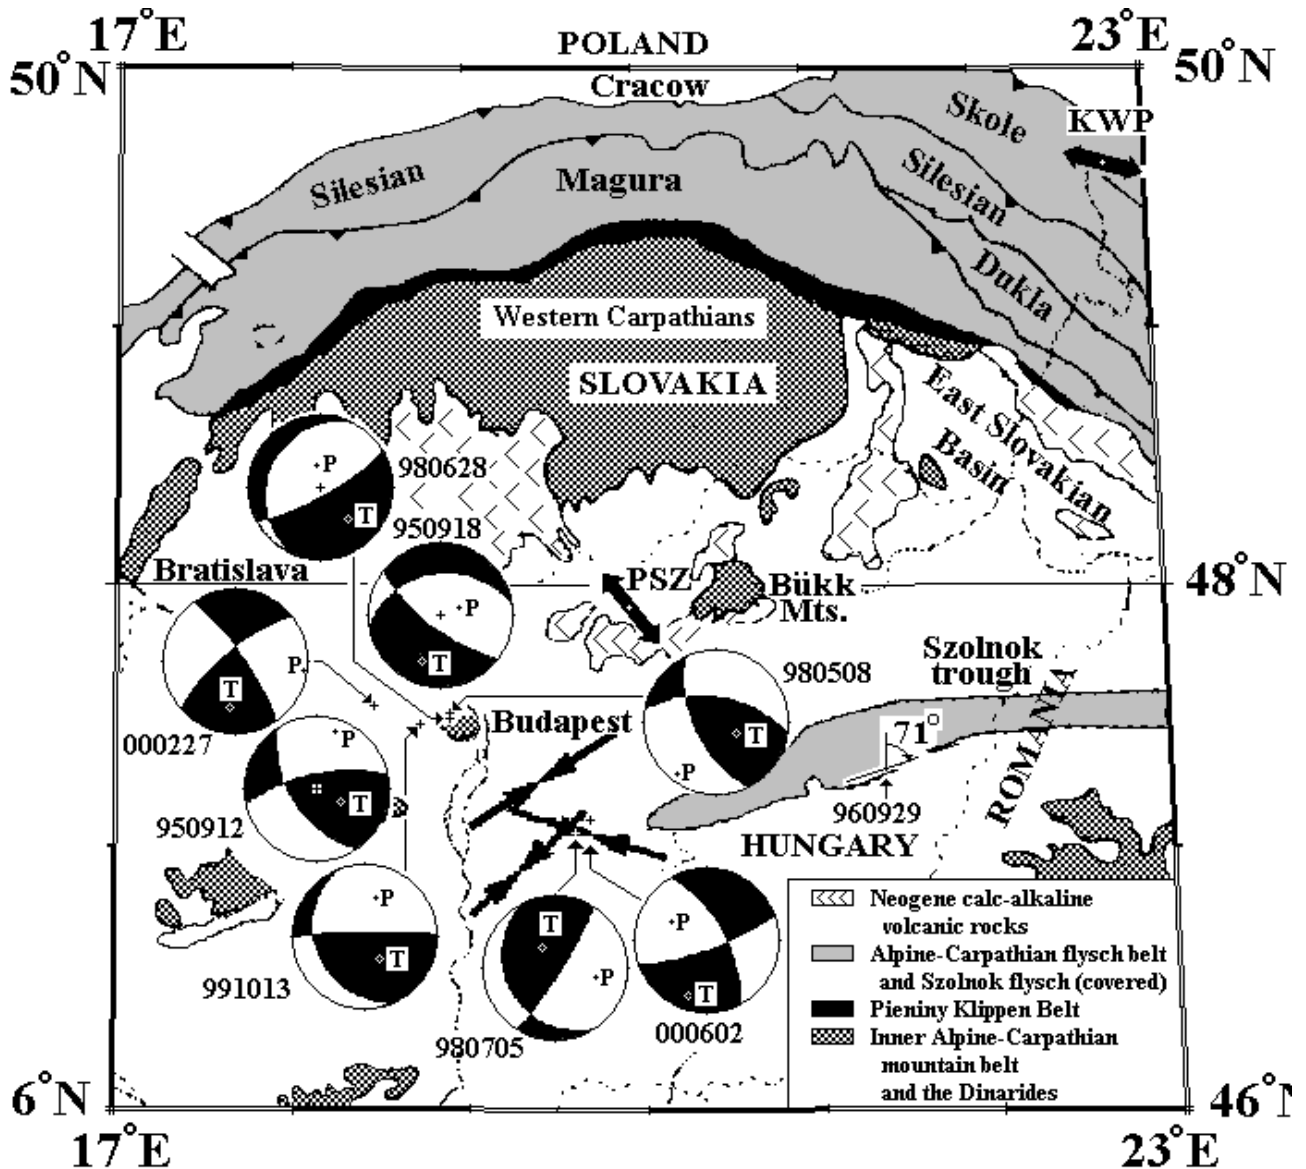 17°E
POLAND
23°E
50°N
50°N
Cracow
Skole
KWP
Silesian
Magura
Silesian
Dukla
Western Carpathians
SLOVAKIA
East Slovakian
Basin
P
T
980628
950918
Bratislava
PSZ
Bükk
Mts.
48°N
P
T
Szolnok
trough
980508
P
T
000227
Budapest
T
P
71°
ROMANIA
P
T
950912
960929
HUNGARY
P
T
991013
T
P
980705
P
T
000602
Neogene calc-alkaline
volcanic rocks
Alpine-Carpathian flysch belt
and Szolnok flysch (covered)
Pieniny Klippen Belt
Inner Alpine-Carpathian
mountain belt
and the Dinarides
6°N
46°N
17°E
23°E